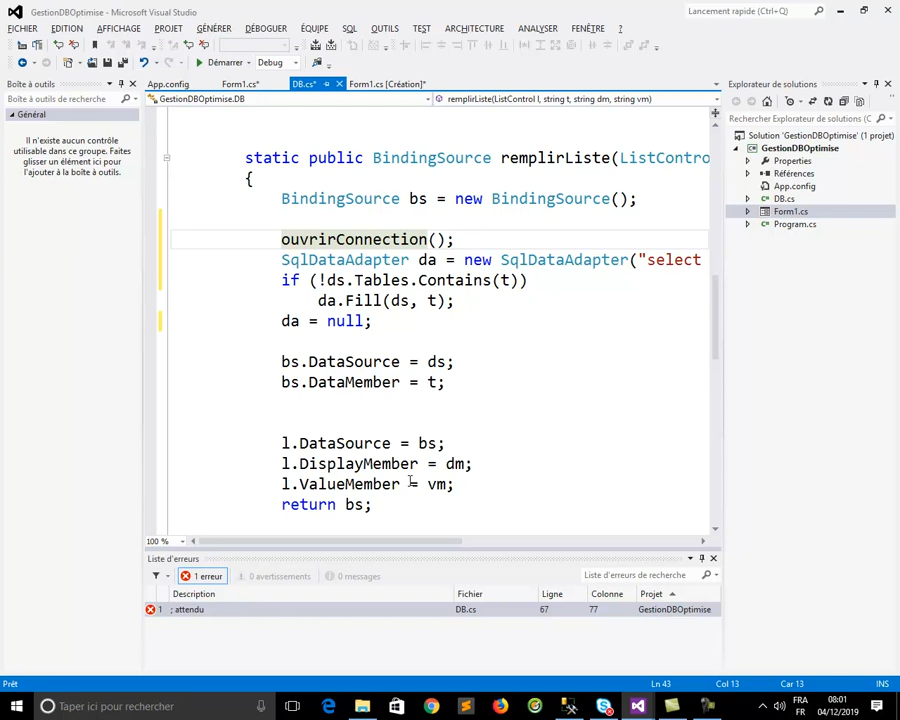 GestionDBOptimise - Microsoft Visual Studio
Lancement rapide (Ctrl+Q)
FICHIER EDITION AFFICHAGE PROJET GÉNÉRER DÉBOGUER ÉQUIPE SQL OUTILS TEST ARCHITECTURE ANALYSER FENÊTRE ?
Démarrer Debug
Boîte à outils
App.config Form1.cs* DB.cs* Form1.cs [Création]*
Explorateur de solutions
Boîte à outils de recherche
GestionDBOptimise.DB
remplirListe(ListControl l, string t, string dm, string vm)
Général
Il n'existe aucun contrôle
utilisable dans ce groupe. Faites
glisser un élément ici pour
l'ajouter à la boîte à outils.
static public BindingSource remplirListe(ListContro
{
BindingSource bs = new BindingSource();
ouvrirConnection();
SqlDataAdapter da = new SqlDataAdapter("select
if (!ds.Tables.Contains(t))
da.Fill(ds, t);
da = null;
bs.DataSource = ds;
bs.DataMember = t;
l.DataSource = bs;
l.DisplayMember = dm;
l.ValueMember = vm;
return bs;
100 %
Rechercher Explorateur de solutions (C
Solution 'GestionDBOptimise' (1 projet)
GestionDBOptimise
Properties
Références
App.config
DB.cs
Form1.cs
Program.cs
Liste d'erreurs
1 erreur 0 avertissements 0 messages
Liste d'erreurs de recherche
Description Fichier Ligne Colonne Projet
1 ; attendu DB.cs 67 77 GestionDBOptimise
Prêt Ln 43 Col 13 Car 13 INS
Taper ici pour rechercher
FRA
FR
08:01
04/12/2019